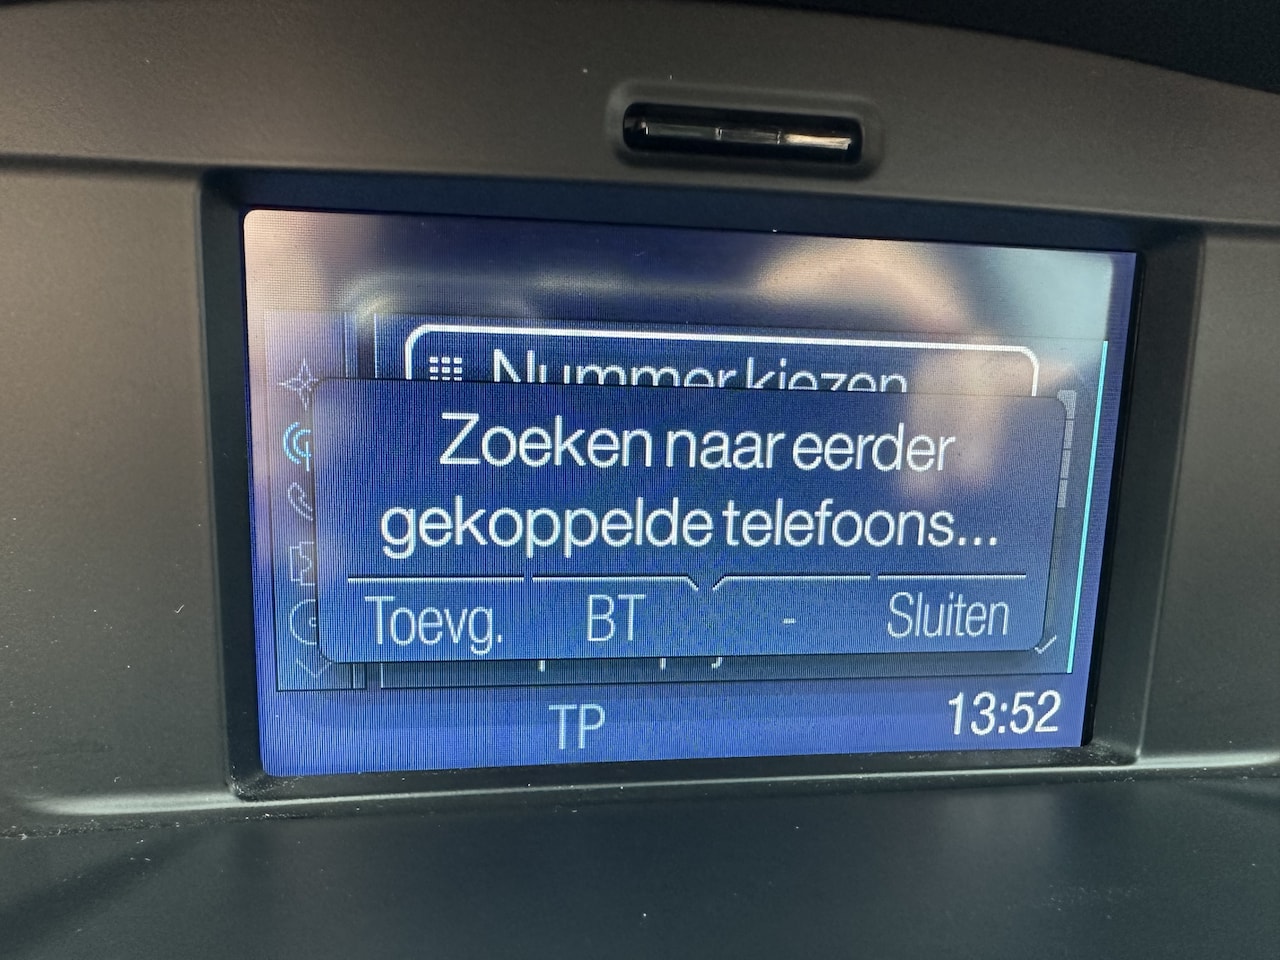 Nummer kiezen
Zoeken naar eerder
gekoppelde telefoons...
Toevg. BT - Sluiten
TP 13:52